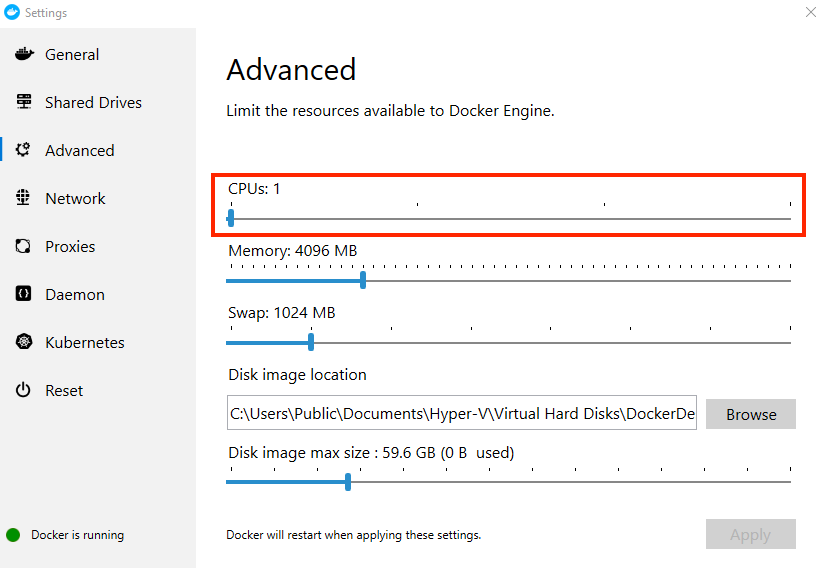 Settings
General
Shared Drives
Advanced
Network
Proxies
Daemon
Kubernetes
Reset
Docker is running
Advanced
Limit the resources available to Docker Engine.
CPUs: 1
Memory: 4096 MB
Swap: 1024 MB
Disk image location
C:\Users\Public\Documents\Hyper-V\Virtual Hard Disks\DockerDe
Browse
Disk image max size : 59.6 GB (0 B  used)
Docker will restart when applying these settings.
Apply